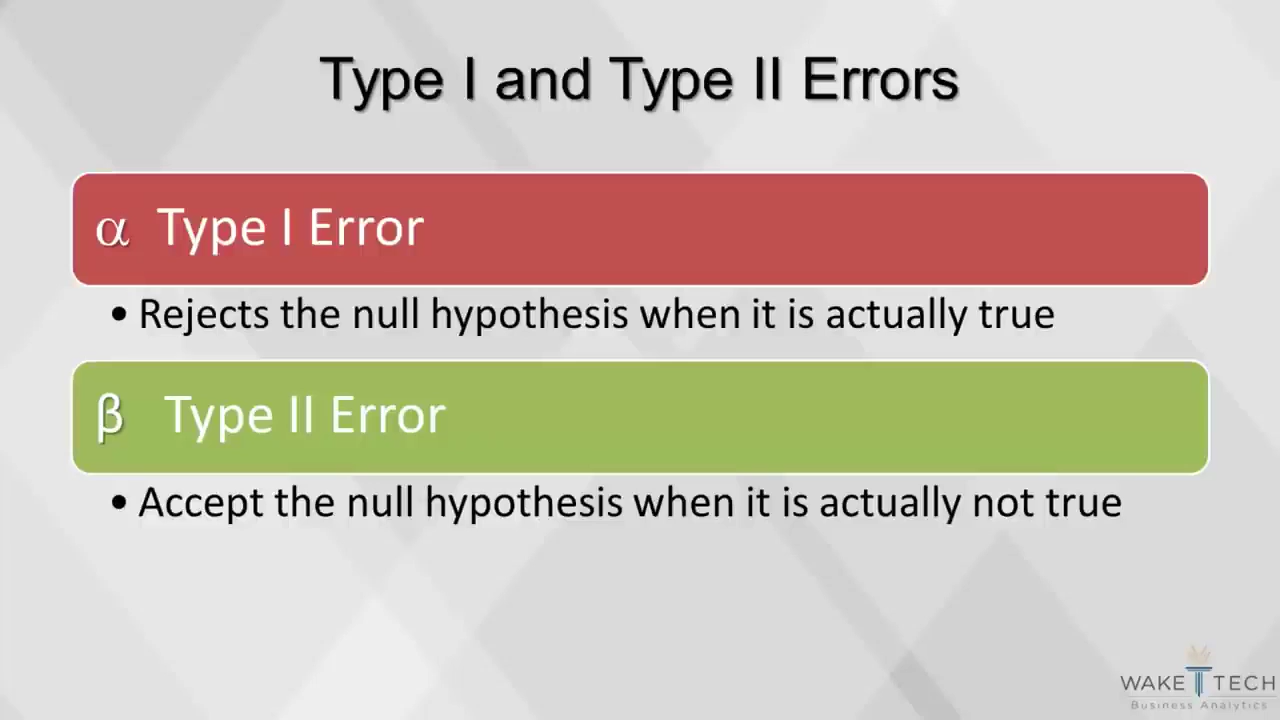 Type I and Type II Errors
α Type I Error
• Rejects the null hypothesis when it is actually true
β Type II Error
• Accept the null hypothesis when it is actually not true
WAKE TECH
Business Analytics